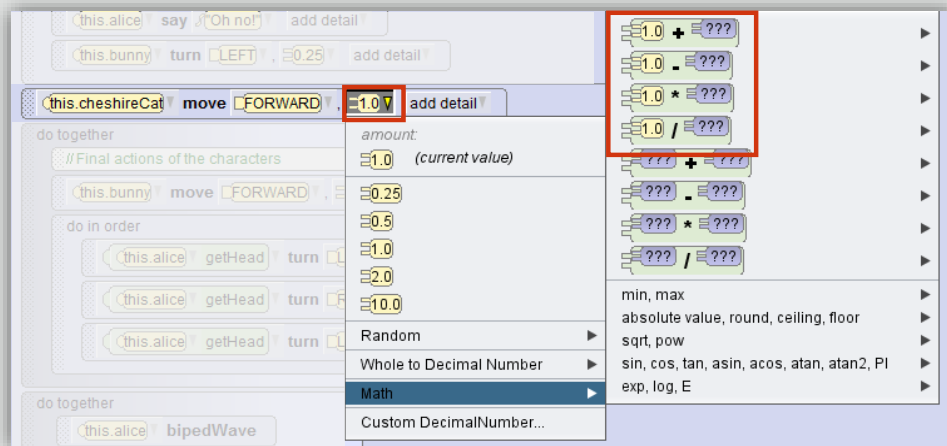 this.alice say "Oh no!" add detail
this.bunny turn LEFT , 0.25 add detail
this.cheshireCat move FORWARD , 1.0 add detail
do together
//Final actions of the characters
this.bunny move FORWARD ,
do in order
this.alice getHead turn
this.alice getHead turn
this.alice getHead turn
do together
this.alice bipedWave
amount:
1.0 (current value)
0.25
0.5
1.0
2.0
10.0
Random
Whole to Decimal Number
Math
Custom DecimalNumber...
1.0 + ???
1.0 - ???
1.0 * ???
1.0 / ???
??? + ???
??? - ???
??? * ???
??? / ???
min, max
absolute value, round, ceiling, floor
sqrt, pow
sin, cos, tan, asin, acos, atan, atan2, PI
exp, log, E